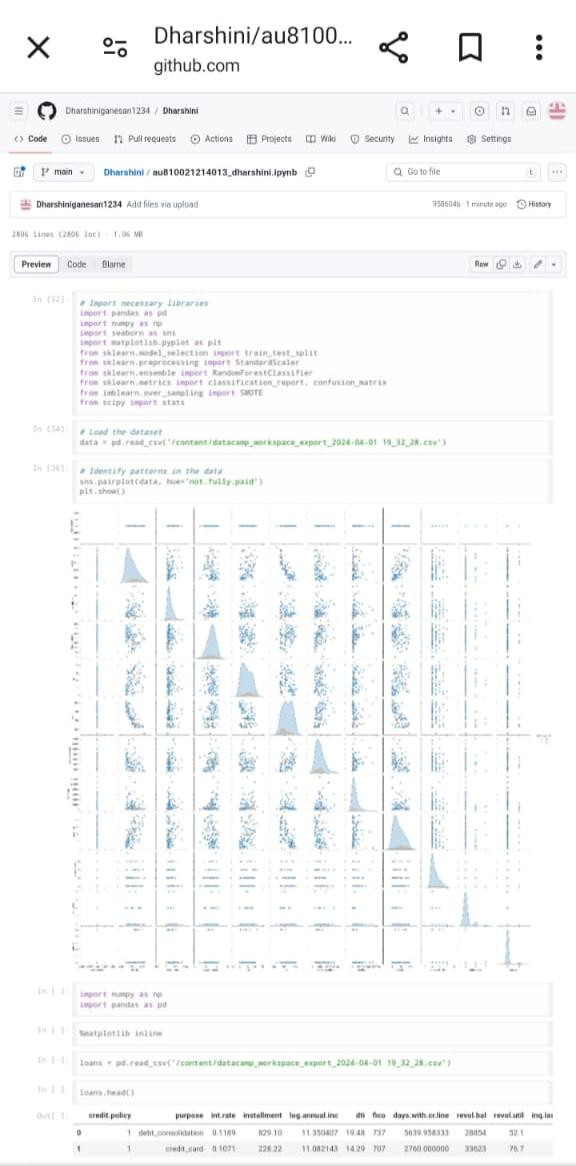 Dharshini/au8100...
github.com
Dharshiniganesan1234 / Dharshini
Code
Issues
Pull requests
Actions
Projects
Wiki
Security
Insights
Settings
main
Dharshini / au810021214013_dharshini.ipynb
Go to file
t
Dharshiniganesan1234 Add files via upload
958604b · 1 minute ago
History
2806 lines (2806 loc) · 1.06 MB
Preview
Code
Blame
Raw
In [32]:
# Import necessary libraries
import pandas as pd
import numpy as np
import seaborn as sns
import matplotlib.pyplot as plt
from sklearn.model_selection import train_test_split
from sklearn.preprocessing import StandardScaler
from sklearn.ensemble import RandomForestClassifier
from sklearn.metrics import classification_report, confusion_matrix
from imblearn.over_sampling import SMOTE
from scipy import stats
In [34]:
# Load the dataset
data = pd.read_csv('/content/datacamp_workspace_export_2024-04-01 19_32_28.csv')
In [36]:
# Identify patterns in the data
sns.pairplot(data, hue='not.fully.paid')
plt.show()
In [ ]:
import numpy as np
import pandas as pd
In [ ]:
%matplotlib inline
In [ ]:
loans = pd.read_csv('/content/datacamp_workspace_export_2024-04-01 19_32_28.csv')
In [ ]:
loans.head()
Out[ ]:
credit.policy purpose int.rate installment log.annual.inc dti fico days.with.cr.line revol.bal revol.util inq.las
0 1 debt_consolidation 0.1189 829.10 11.350407 19.48 737 5639.958333 28854 52.1
1 1 credit_card 0.1071 228.22 11.082143 14.29 707 2760.000000 33623 76.7